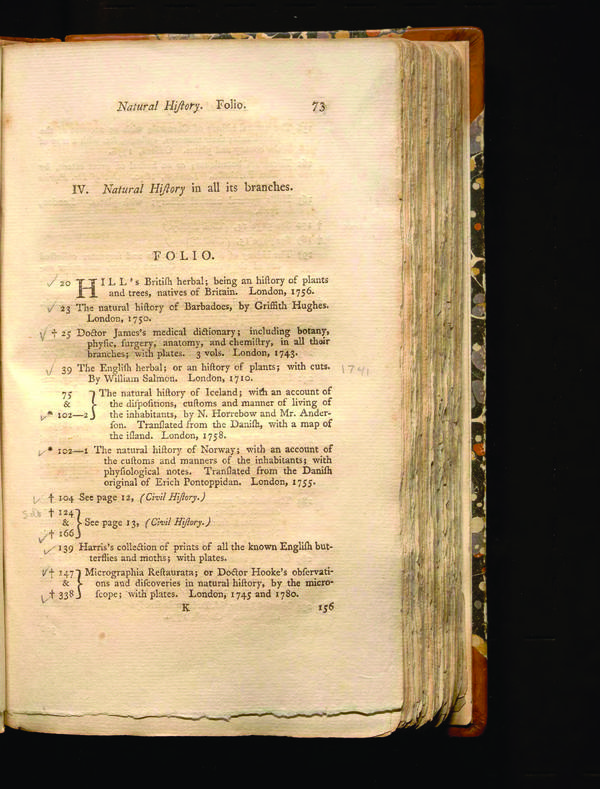 Natural Hiſtory. Folio. 73
IV. Natural Hiſtory in all its branches.
FOLIO.
✓ 20 HILL's Britiſh herbal; being an hiſtory of plants
and trees, natives of Britain. London, 1756.
✓ 23 The natural hiſtory of Barbadoes, by Griffith Hughes.
London, 1750.
✓ † 25 Doctor James's medical dictionary; including botany,
phyſic, ſurgery, anatomy, and chemiſtry, in all their
branches; with plates. 3 vols. London, 1743.
✓ 39 The Engliſh herbal; or an hiſtory of plants; with cuts. 1741
By William Salmon. London, 1710.
75 } The natural hiſtory of Iceland; with an account of
& the diſpoſitions, cuſtoms and manner of living of
✓ * 102—2 the inhabitants, by N. Horrebow and Mr. Ander-
ſon. Tranſlated from the Daniſh, with a map of
the iſland. London, 1758.
✓ * 102—1 The natural hiſtory of Norway; with an account of
the cuſtoms and manners of the inhabitants; with
phyſiological notes. Tranſlated from the Daniſh
original of Erich Pontoppidan. London, 1755.
✓ † 104 See page 12, (Civil Hiſtory.)
† 124
& } See page 13, (Civil Hiſtory.)
✓ † 166
✓ 139 Harris's collection of prints of all the known Engliſh but-
terflies and moths; with plates.
✓ † 147 } Micrographia Reſtaurata; or Doctor Hooke's obſervati-
& ons and diſcoveries in natural hiſtory, by the micro-
✓ † 338 ſcope; with plates. London, 1745 and 1780.
K 156